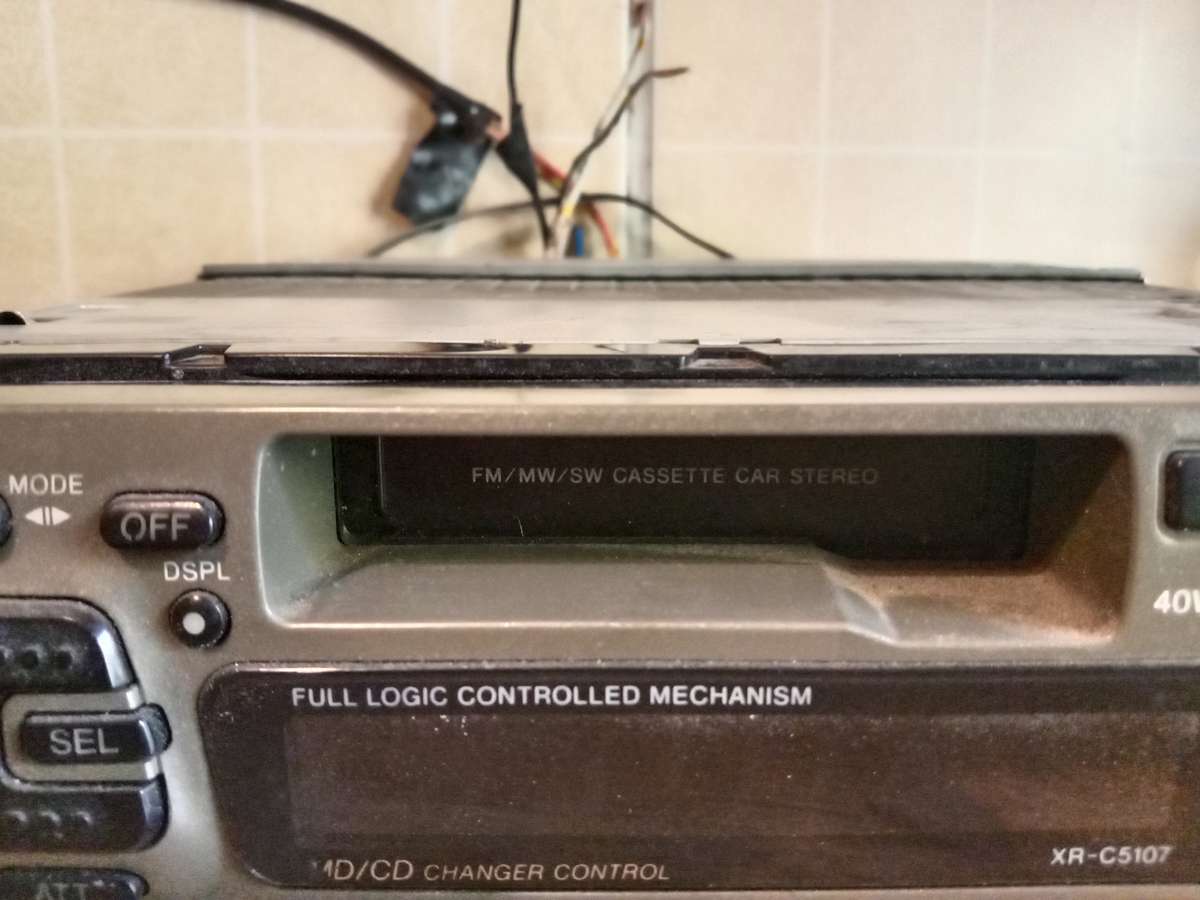 FM/MW/SW CASSETTE CAR STEREO
MODE
OFF
DSPL
40W
FULL LOGIC CONTROLLED MECHANISM
SEL
MD/CD CHANGER CONTROL
XR-C5107
ATT